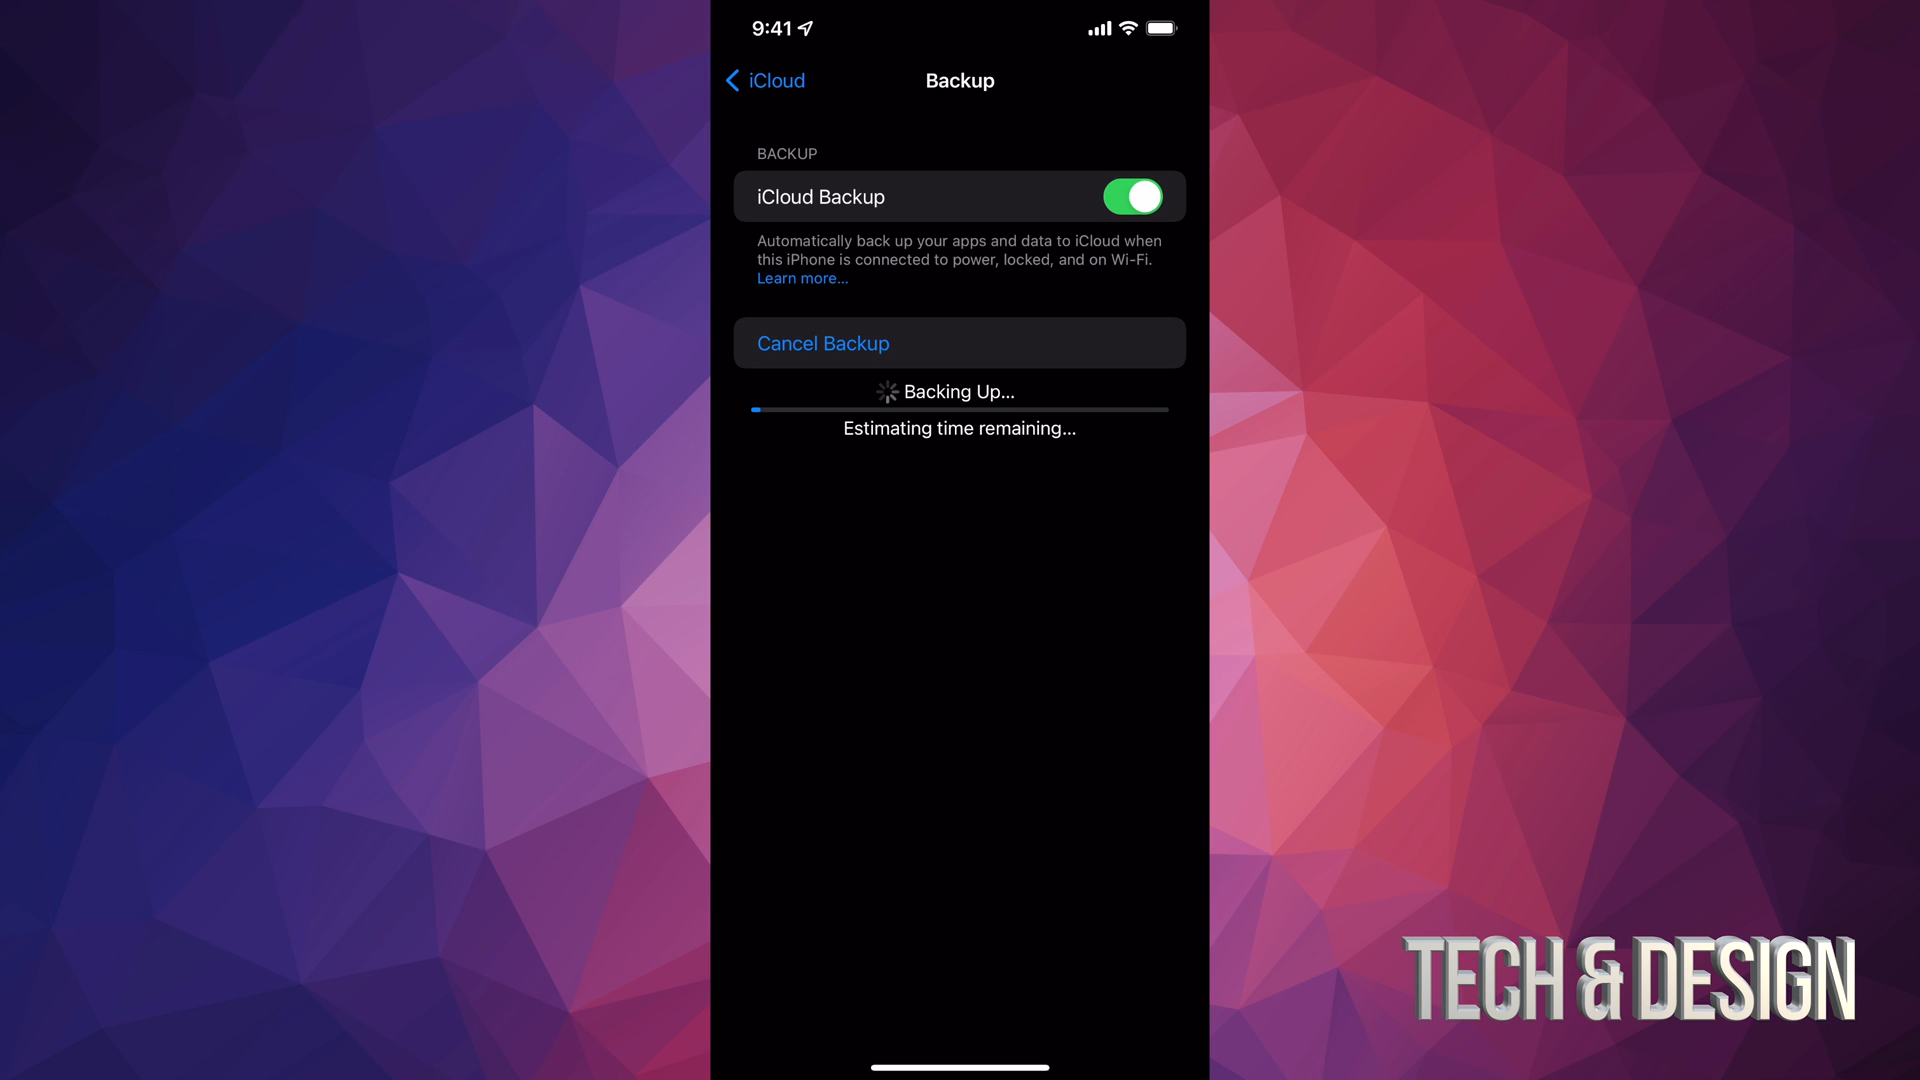 9:41
iCloud
Backup
BACKUP
iCloud Backup
Automatically back up your apps and data to iCloud when
this iPhone is connected to power, locked, and on Wi-Fi.
Learn more...
Cancel Backup
Backing Up...
Estimating time remaining...
TECH & DESIGN